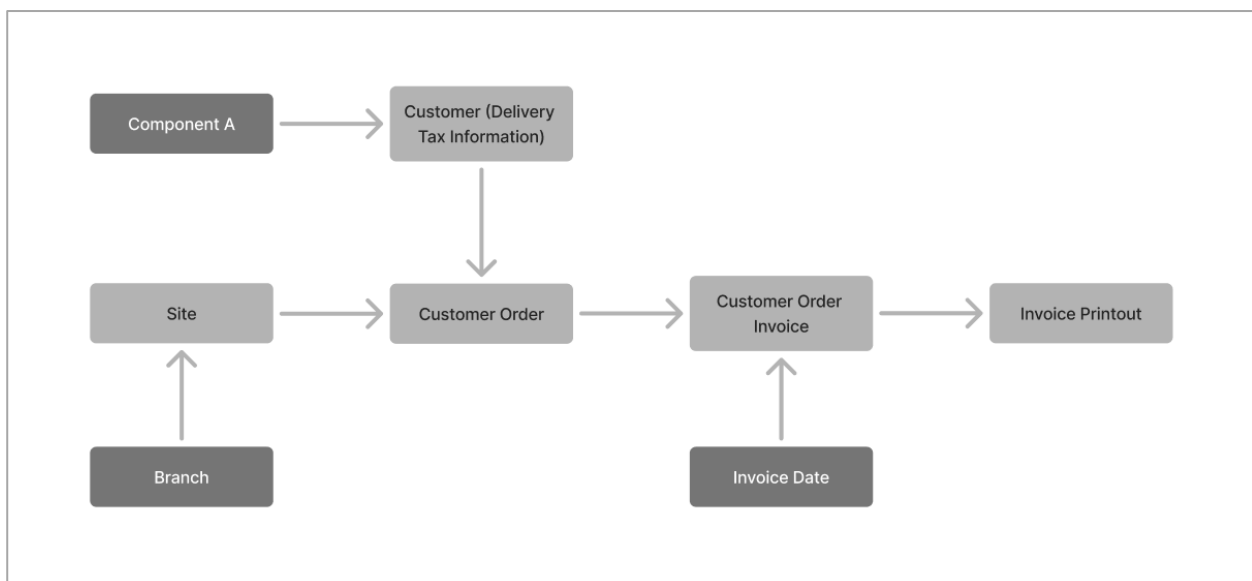 Component A
Customer (Delivery
Tax Information)
Site
Customer Order
Customer Order
Invoice
Invoice Printout
Branch
Invoice Date